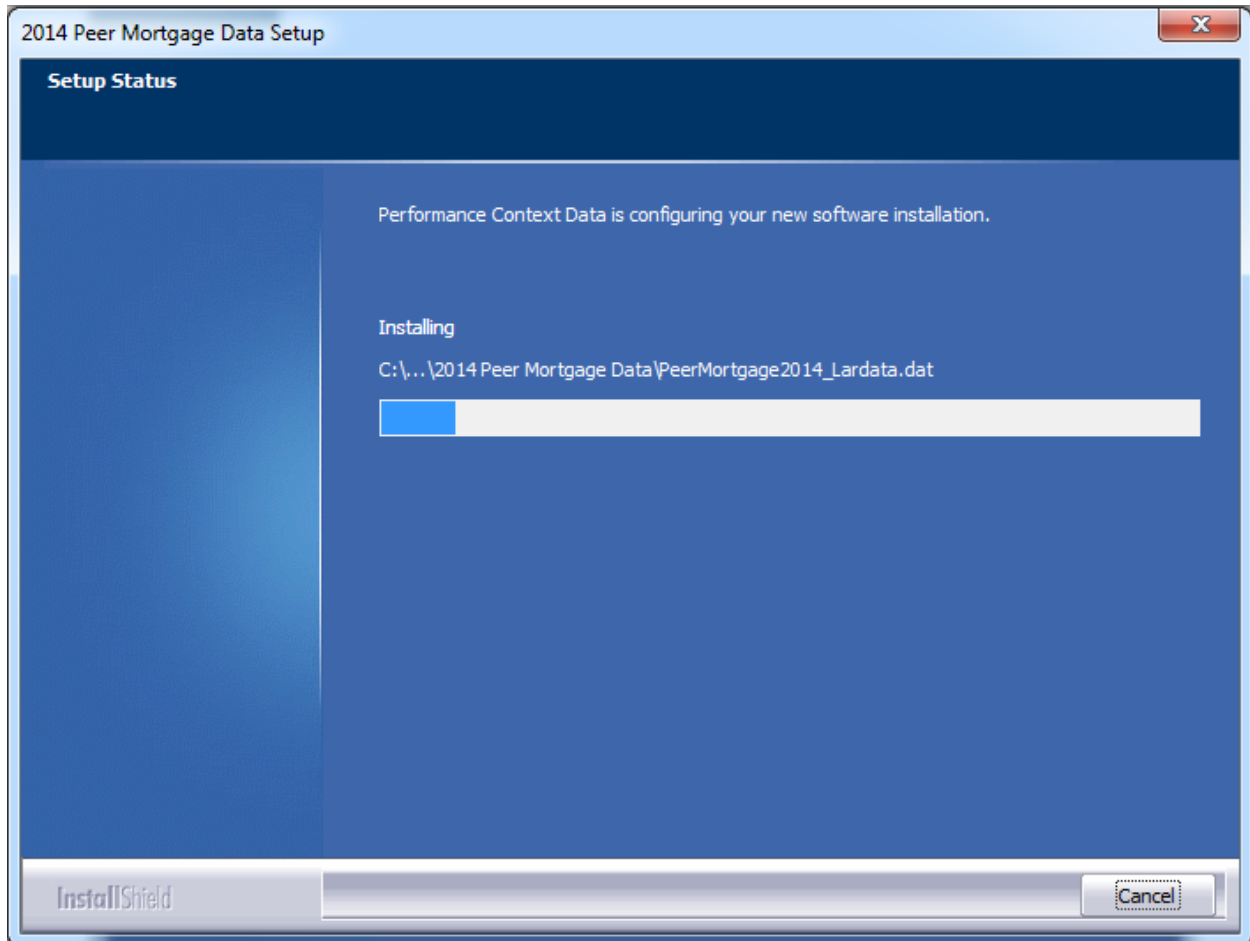 2014 Peer Mortgage Data Setup
Setup Status
Performance Context Data is configuring your new software installation.
Installing
C:\...\2014 Peer Mortgage Data\PeerMortgage2014_Lardata.dat
InstallShield
Cancel